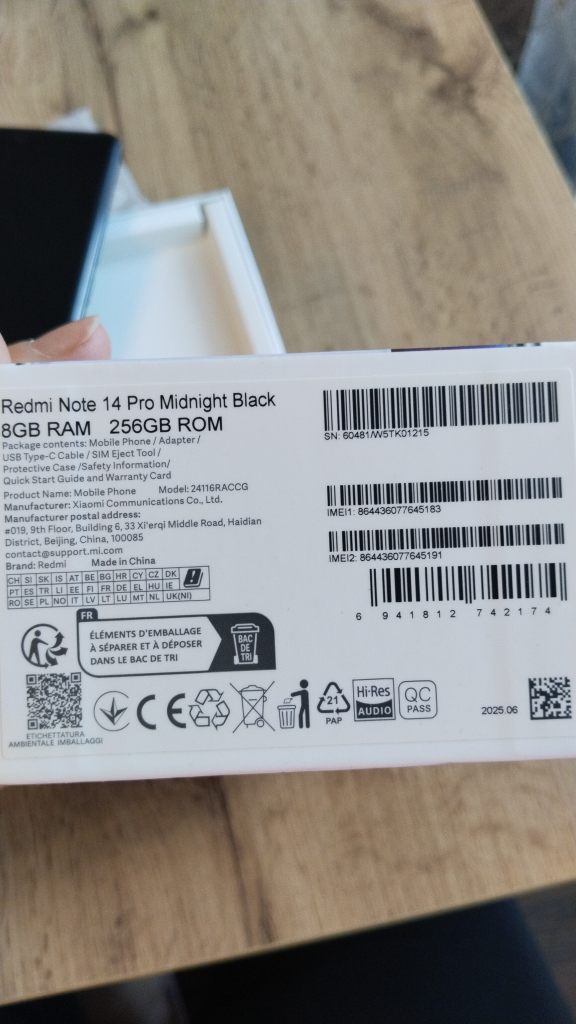 Redmi Note 14 Pro Midnight Black
8GB RAM 256GB ROM
Package contents: Mobile Phone / Adapter /
USB Type-C Cable / SIM Eject Tool /
Protective Case /Safety Information/
Quick Start Guide and Warranty Card
Product Name: Mobile Phone Model: 24116RACCG
Manufacturer: Xiaomi Communications Co., Ltd.
Manufacturer postal address:
#019, 9th Floor, Building 6, 33 Xi'erqi Middle Road, Haidian
District, Beijing, China, 100085
contact@support.mi.com
Brand: Redmi Made in China
CH SI SK IS AT BE BG HR CY CZ DK
PT ES TR LI EE FI FR DE EL HU IE
RO SE PL NO IT LV LT LU MT NL UK(NI)
SN: 60481/W5TK01215
IMEI1: 864436077645183
IMEI2: 864436077645191
6 941812 742174
FR
ÉLÉMENTS D'EMBALLAGE
À SÉPARER ET À DÉPOSER
DANS LE BAC DE TRI
BAC
DE
TRI
ETICHETTATURA
AMBIENTALE IMBALLAGGI
CE
21
PAP
Hi-Res
AUDIO
QC
PASS
2025.06